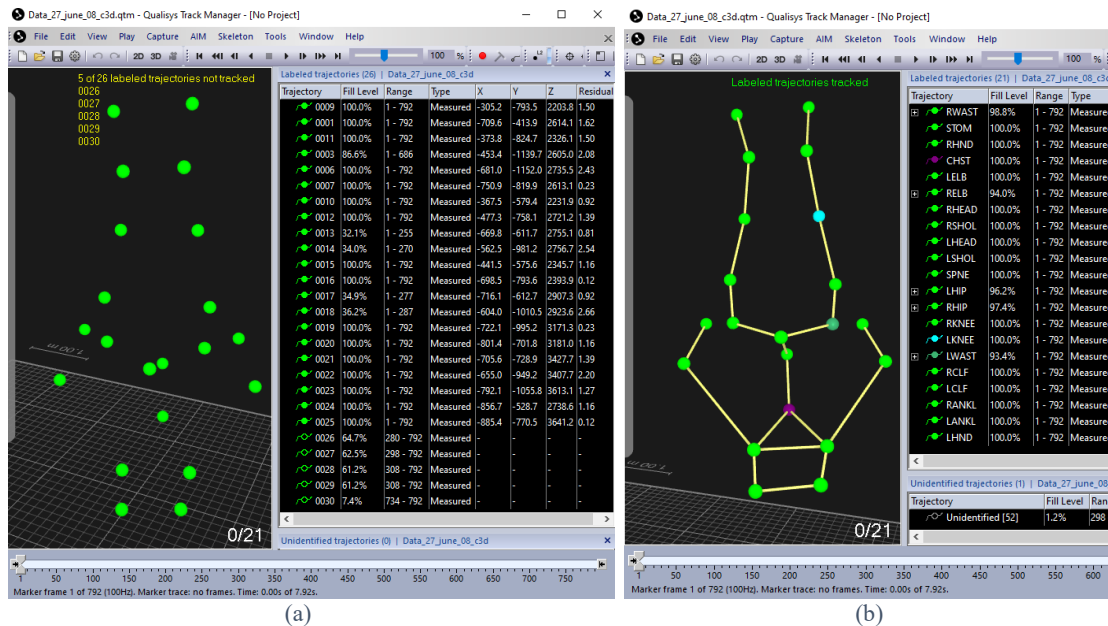 Data_27_june_08_c3d.qtm - Qualisys Track Manager - [No Project]
File Edit View Play Capture AIM Skeleton Tools Window Help
2D 3D 100 %
5 of 26 labeled trajectories not tracked
0026
0027
0028
0029
0030
1.00 m
0/21
Labeled trajectories (26) | Data_27_june_08_c3d ×
Trajectory Fill Level Range Type X Y Z Residual
0009 100.0% 1 - 792 Measured -305.2 -793.5 2203.8 1.50
0001 100.0% 1 - 792 Measured -709.6 -413.9 2614.1 1.62
0011 100.0% 1 - 792 Measured -373.8 -824.7 2326.1 1.50
0003 86.6% 1 - 686 Measured -453.4 -1139.7 2605.0 2.08
0006 100.0% 1 - 792 Measured -681.0 -1152.0 2735.5 2.43
0007 100.0% 1 - 792 Measured -750.9 -819.9 2613.1 0.23
0010 100.0% 1 - 792 Measured -367.5 -579.4 2231.9 0.92
0012 100.0% 1 - 792 Measured -477.3 -758.1 2721.2 1.39
0013 32.1% 1 - 255 Measured -669.8 -611.7 2755.1 0.81
0014 34.0% 1 - 270 Measured -562.5 -981.2 2756.7 2.54
0015 100.0% 1 - 792 Measured -441.5 -575.6 2345.7 1.16
0016 100.0% 1 - 792 Measured -698.5 -793.6 2393.9 0.12
0017 34.9% 1 - 277 Measured -716.1 -612.7 2907.3 0.92
0018 36.2% 1 - 287 Measured -604.0 -1010.5 2923.6 2.66
0019 100.0% 1 - 792 Measured -722.1 -995.2 3171.3 0.23
0020 100.0% 1 - 792 Measured -801.4 -701.8 3181.0 1.16
0021 100.0% 1 - 792 Measured -705.6 -728.9 3427.7 1.39
0022 100.0% 1 - 792 Measured -655.0 -949.2 3407.7 2.20
0023 100.0% 1 - 792 Measured -792.1 -1055.8 3613.1 1.27
0024 100.0% 1 - 792 Measured -856.7 -528.7 2738.6 1.16
0025 100.0% 1 - 792 Measured -885.4 -770.5 3641.2 0.12
0026 64.7% 280 - 792 Measured - - -
0027 62.5% 298 - 792 Measured - - -
0028 61.2% 308 - 792 Measured - - -
0029 61.2% 308 - 792 Measured - - -
0030 7.4% 734 - 792 Measured - - -
Unidentified trajectories (0) | Data_27_june_08_c3d ×
1 50 100 150 200 250 300 350 400 450 500 550 600 650 700 750
Marker frame 1 of 792 (100Hz). Marker trace: no frames. Time: 0.00s of 7.92s.
(a)
Data_27_june_08_c3d.qtm - Qualisys Track Manager - [No Project]
File Edit View Play Capture AIM Skeleton Tools Window Help
2D 3D 100 %
Labeled trajectories tracked
1.00 m
0/21
Labeled trajectories (21) | Data_27_june_08_c3d
Trajectory Fill Level Range Type
RWAST 98.8% 1 - 792 Measured
STOM 100.0% 1 - 792 Measured
RHND 100.0% 1 - 792 Measured
CHST 100.0% 1 - 792 Measured
LELB 100.0% 1 - 792 Measured
RELB 94.0% 1 - 792 Measured
RHEAD 100.0% 1 - 792 Measured
RSHOL 100.0% 1 - 792 Measured
LHEAD 100.0% 1 - 792 Measured
LSHOL 100.0% 1 - 792 Measured
SPNE 100.0% 1 - 792 Measured
LHIP 96.2% 1 - 792 Measured
RHIP 97.4% 1 - 792 Measured
RKNEE 100.0% 1 - 792 Measured
LKNEE 100.0% 1 - 792 Measured
LWAST 93.4% 1 - 792 Measured
RCLF 100.0% 1 - 792 Measured
LCLF 100.0% 1 - 792 Measured
RANKL 100.0% 1 - 792 Measured
LANKL 100.0% 1 - 792 Measured
LHND 100.0% 1 - 792 Measured
Unidentified trajectories (1) | Data_27_june_08
Trajectory Fill Level Ran
Unidentified [52] 1.2% 298
1 50 100 150 200 250 300 350 400 450 500 550 600
Marker frame 1 of 792 (100Hz). Marker trace: no frames. Time: 0.00s of 7.92s.
(b)